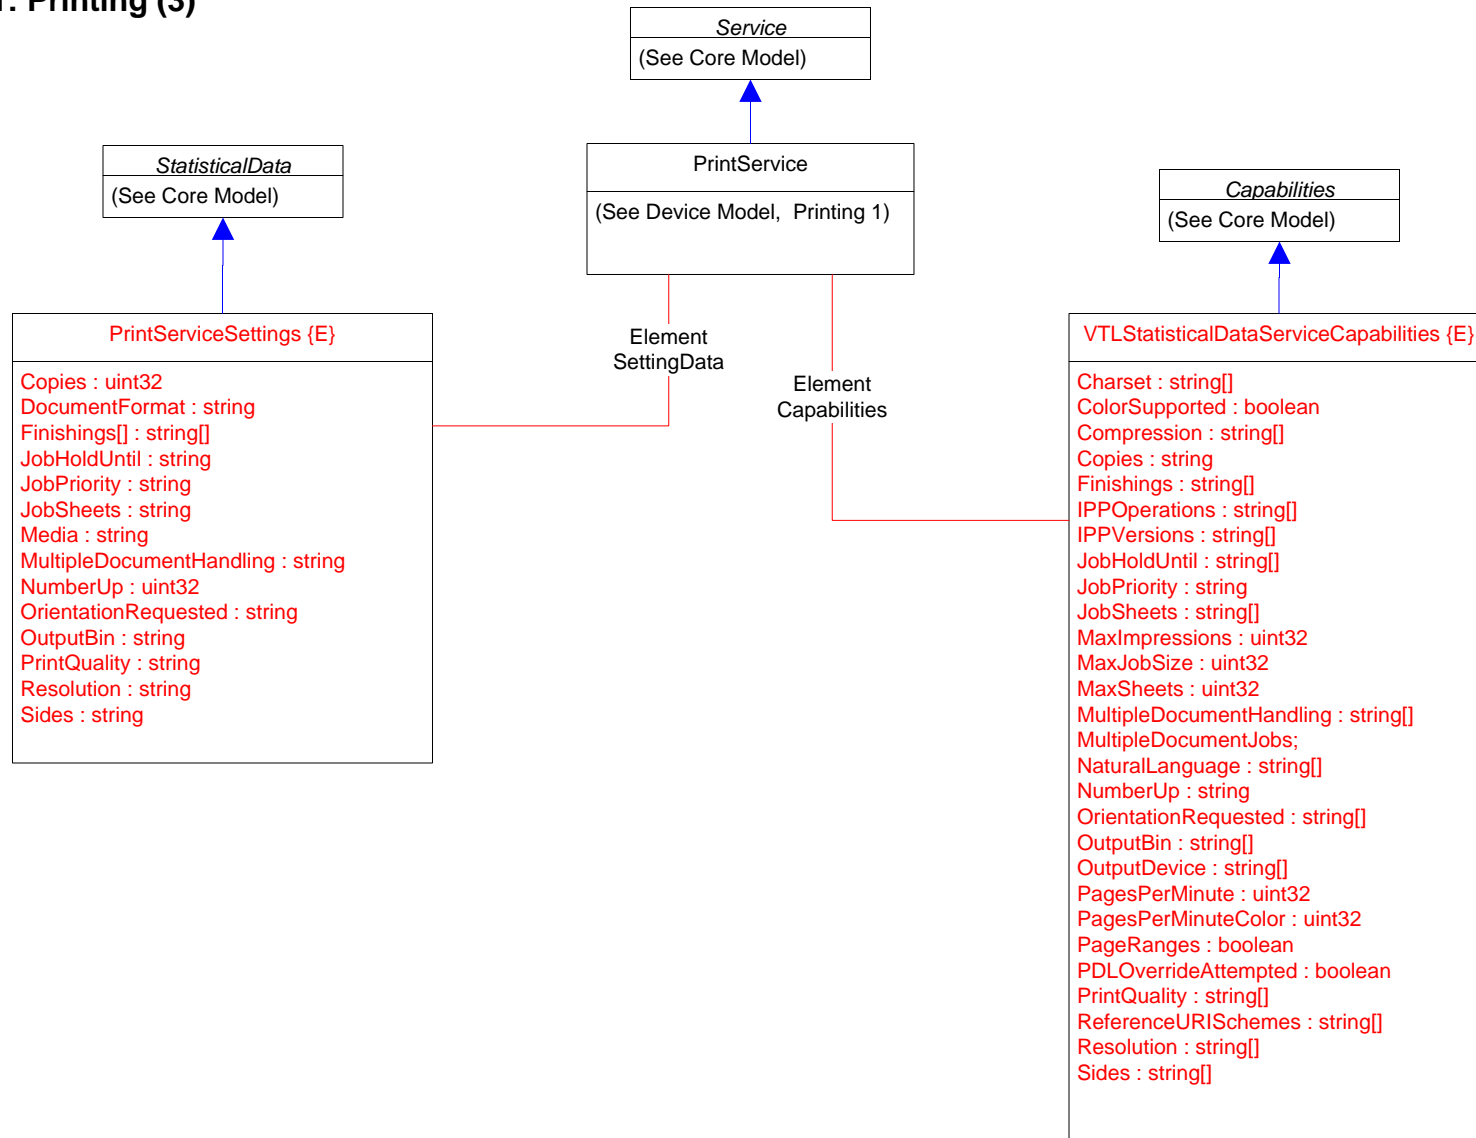 : Printing (3)
Service
(See Core Model)
StatisticalData
(See Core Model)
PrintService
(See Device Model,  Printing 1)
Capabilities
(See Core Model)
PrintServiceSettings {E}
Copies : uint32
DocumentFormat : string
Finishings[] : string[]
JobHoldUntil : string
JobPriority : string
JobSheets : string
Media : string
MultipleDocumentHandling : string
NumberUp : uint32
OrientationRequested : string
OutputBin : string
PrintQuality : string
Resolution : string
Sides : string
Element
SettingData
Element
Capabilities
VTLStatisticalDataServiceCapabilities {E}
Charset : string[]
ColorSupported : boolean
Compression : string[]
Copies : string
Finishings : string[]
IPPOperations : string[]
IPPVersions : string[]
JobHoldUntil : string[]
JobPriority : string
JobSheets : string[]
MaxImpressions : uint32
MaxJobSize : uint32
MaxSheets : uint32
MultipleDocumentHandling : string[]
MultipleDocumentJobs;
NaturalLanguage : string[]
NumberUp : string
OrientationRequested : string[]
OutputBin : string[]
OutputDevice : string[]
PagesPerMinute : uint32
PagesPerMinuteColor : uint32
PageRanges : boolean
PDLOverrideAttempted : boolean
PrintQuality : string[]
ReferenceURISchemes : string[]
Resolution : string[]
Sides : string[]